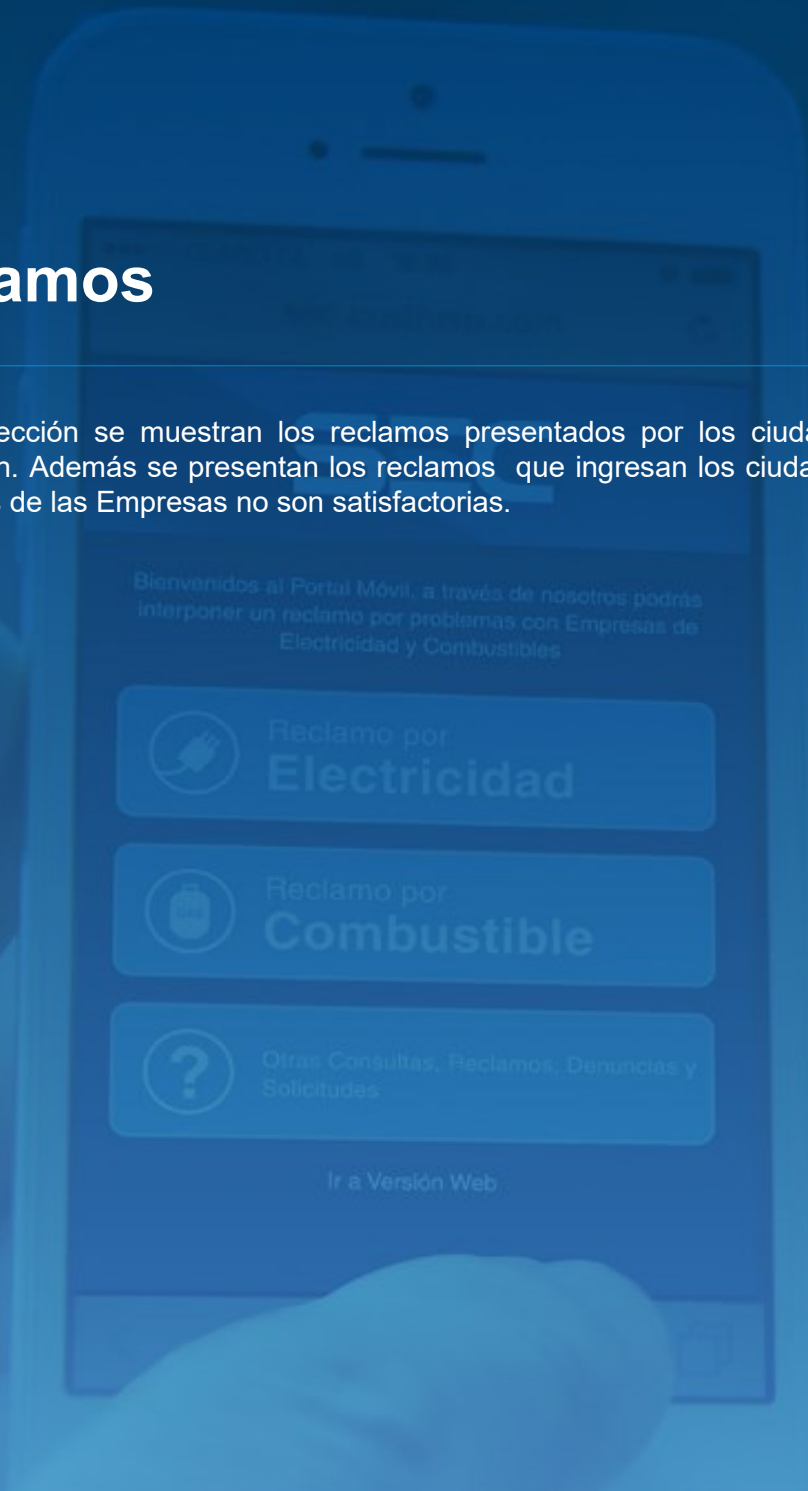 amos
ección se muestran los reclamos presentados por los ciuda
n. Además se presentan los reclamos que ingresan los ciuda
de las Empresas no son satisfactorias.
SEC
Bienvenidos al Portal Móvil, a través de nosotros podrás
interponer un reclamo por problemas con Empresas de
Electricidad y Combustibles
Reclamo por
Electricidad
Reclamo por
Combustible
?
Otras Consultas, Reclamos, Denuncias y
Solicitudes
Ir a Versión Web